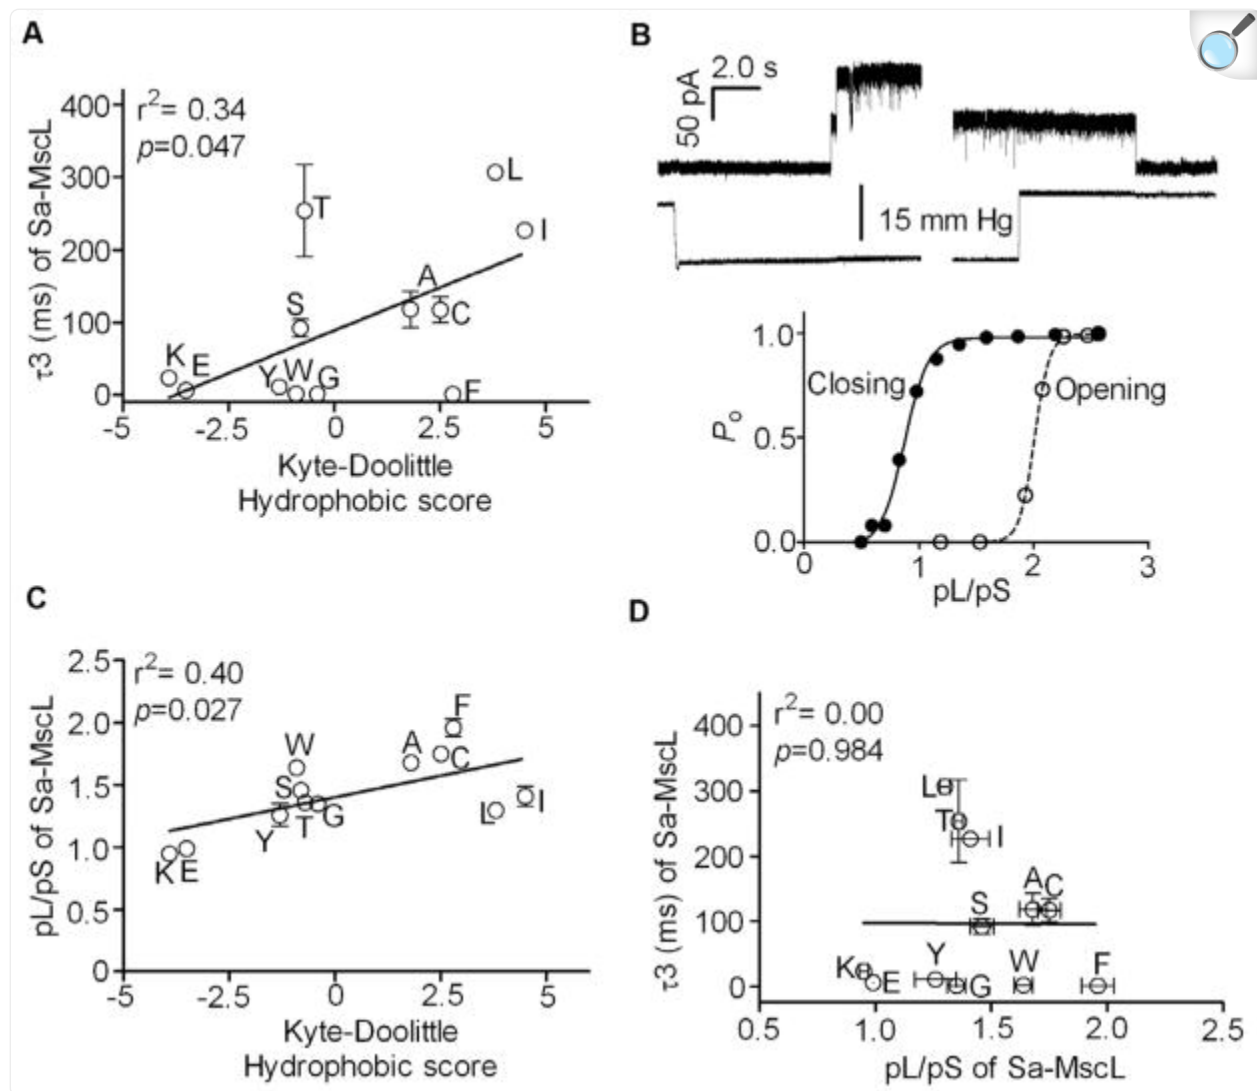 A
400
300
200
100
0
τ3 (ms) of Sa-MscL
r2= 0.34
p=0.047
L
T
I
A
S
C
K
E
Y
W
G
F
-5
-2.5
0
2.5
5
Kyte-Doolittle
Hydrophobic score
B
2.0 s
50 pA
15 mm Hg
1.0
0.5
0.0
Po
Closing
Opening
0
1
2
3
pL/pS
C
2.5
2.0
1.5
1.0
0.5
0
pL/pS of Sa-MscL
r2= 0.40
p=0.027
F
W
A
C
S
Y
T
G
L
I
K
E
-5
-2.5
0
2.5
5
Kyte-Doolittle
Hydrophobic score
D
400
300
200
100
0
τ3 (ms) of Sa-MscL
r2= 0.00
p=0.984
L
T
I
A
C
S
K
E
Y
G
W
F
0.5
1.0
1.5
2.0
2.5
pL/pS of Sa-MscL